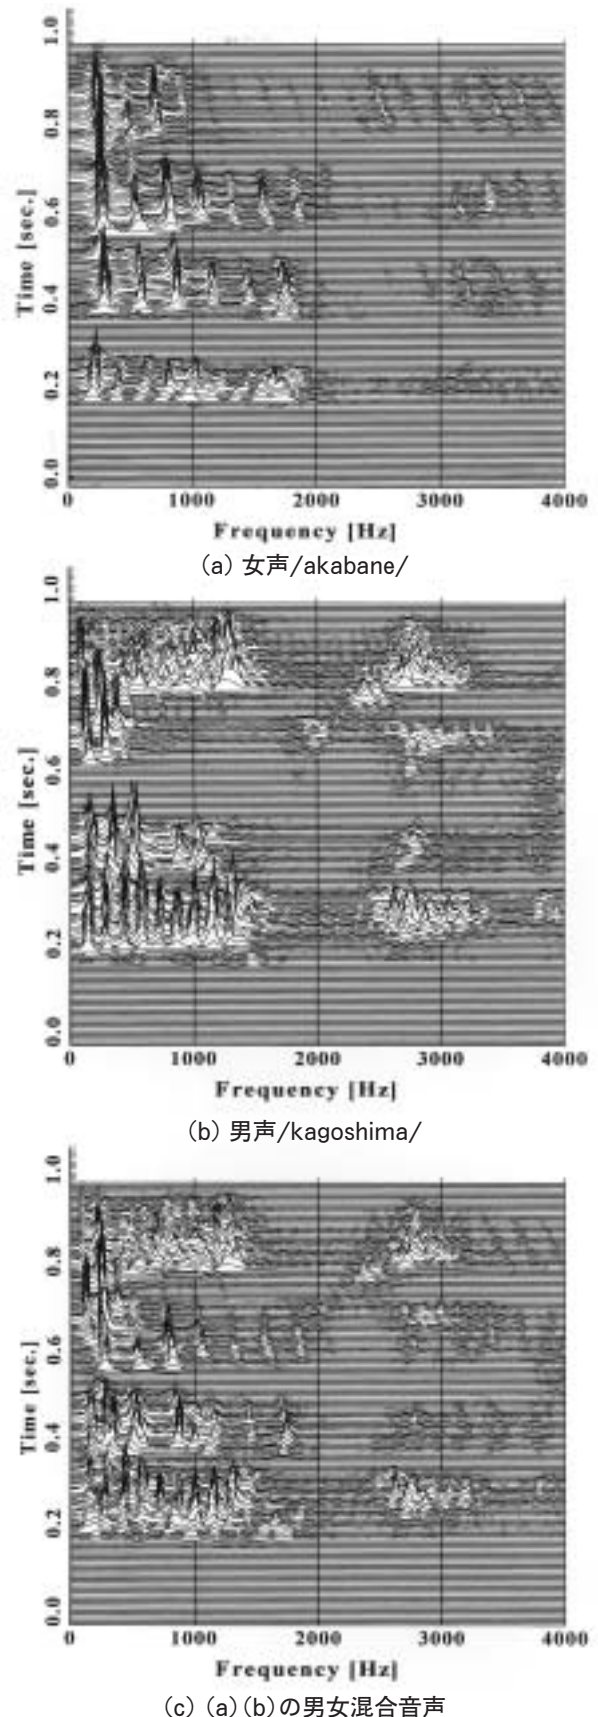 1.0
0.8
0.6
0.4
0.2
0.0
Time [sec.]
0 1000 2000 3000 4000
Frequency [Hz]
(a) 女声/akabane/
1.0
0.8
0.6
0.4
0.2
0.0
Time [sec.]
0 1000 2000 3000 4000
Frequency [Hz]
(b) 男声/kagoshima/
1.0
0.8
0.6
0.4
0.2
0.0
Time [sec.]
0 1000 2000 3000 4000
Frequency [Hz]
(c) (a)(b)の男女混合音声